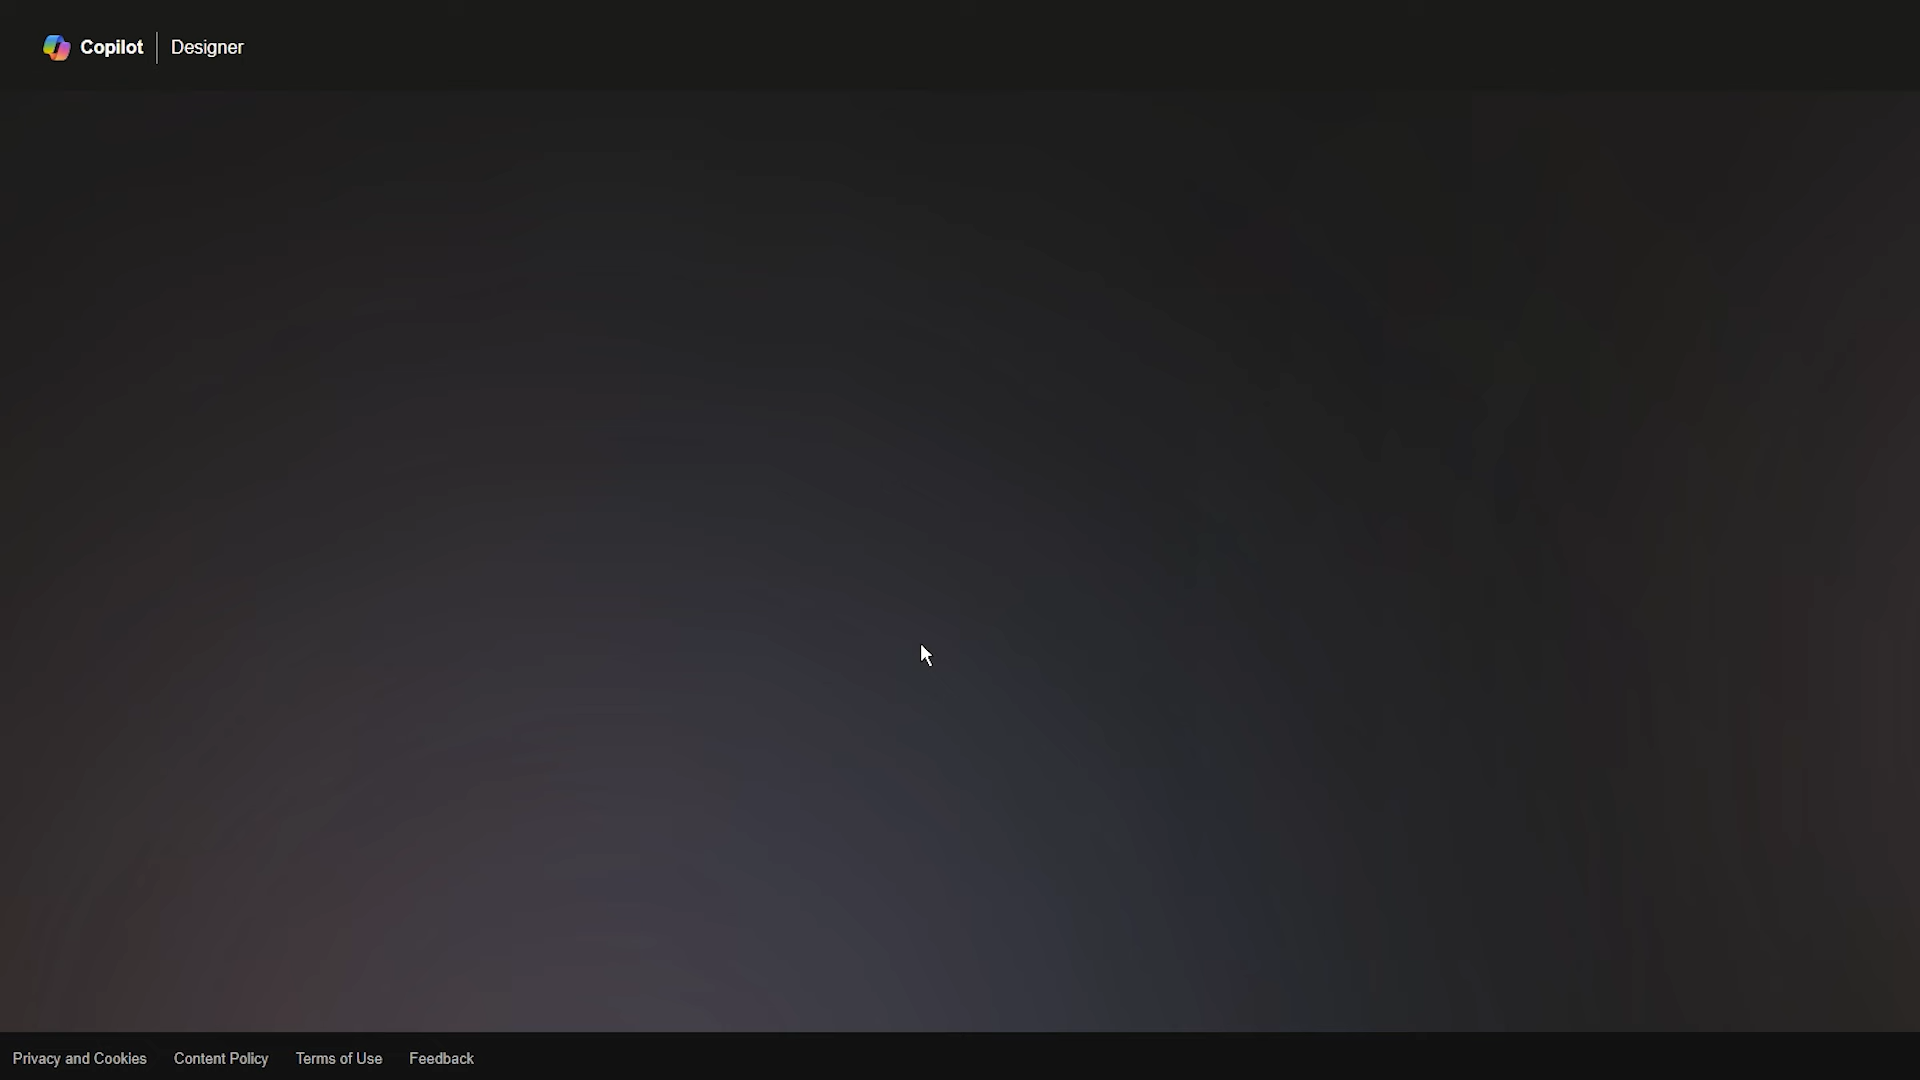 Copilot
Designer
Privacy and Cookies
Content Policy
Terms of Use
Feedback